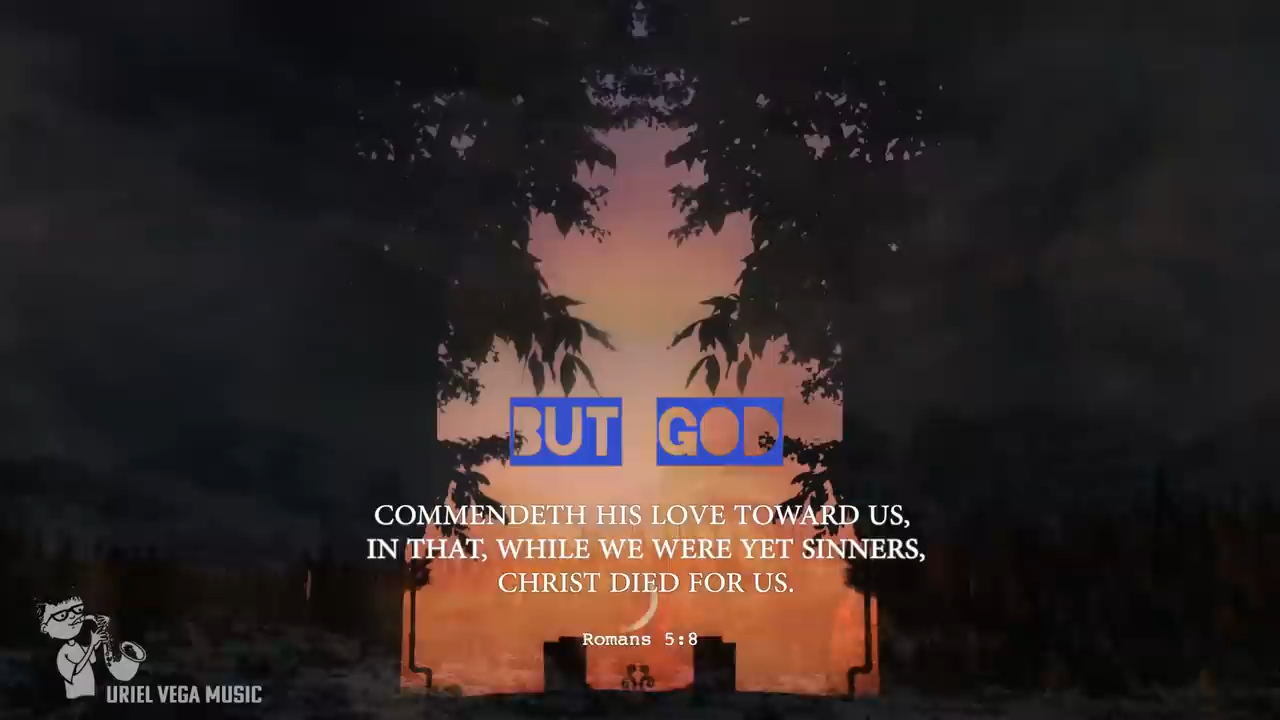 BUT GOD
COMMENDETH HIS LOVE TOWARD US,
IN THAT, WHILE WE WERE YET SINNERS,
CHRIST DIED FOR US.
Romans 5:8
URIEL VEGA MUSIC